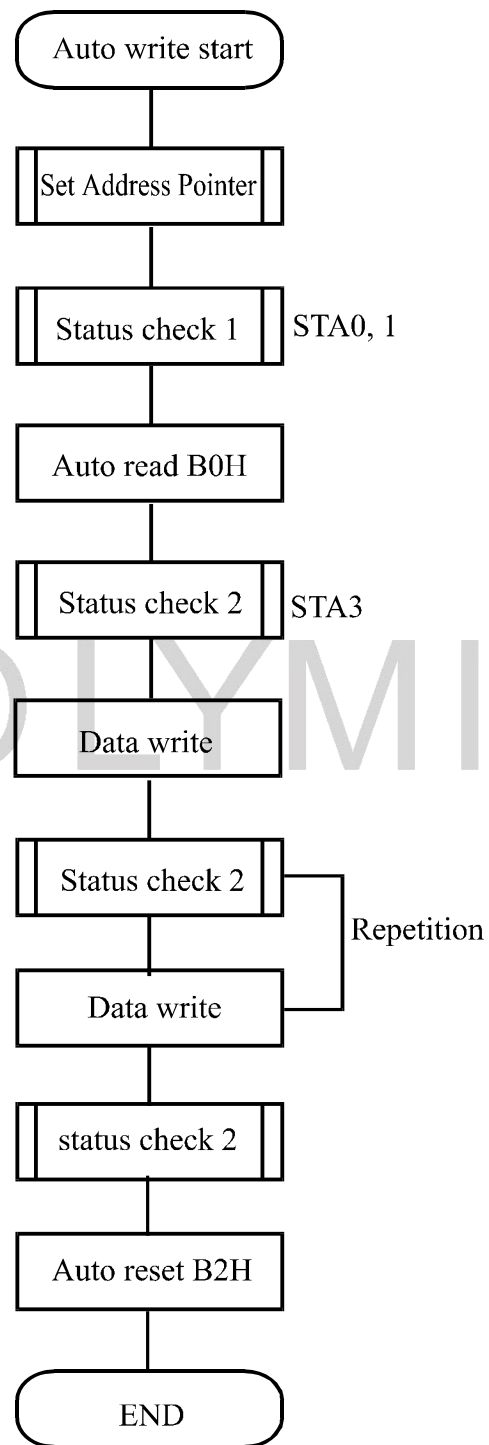 Auto write start
Set Address Pointer
Status check 1
STA0, 1
Auto read B0H
Status check 2
STA3
OLYMI
Data write
Status check 2
Repetition
Data write
status check 2
Auto reset B2H
END